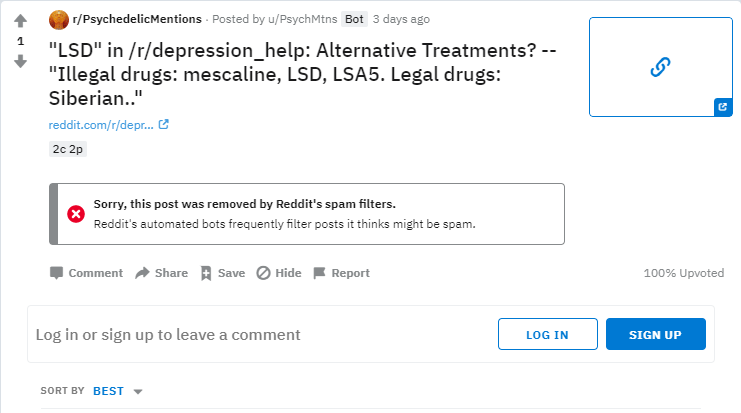 r/PsychedelicMentions · Posted by u/PsychMtns Bot 3 days ago
1
"LSD" in /r/depression_help: Alternative Treatments? --
"Illegal drugs: mescaline, LSD, LSA5. Legal drugs:
Siberian.."
reddit.com/r/depr...
2c 2p
Sorry, this post was removed by Reddit's spam filters.
Reddit's automated bots frequently filter posts it thinks might be spam.
Comment Share Save Hide Report 100% Upvoted
Log in or sign up to leave a comment LOG IN SIGN UP
SORT BY BEST